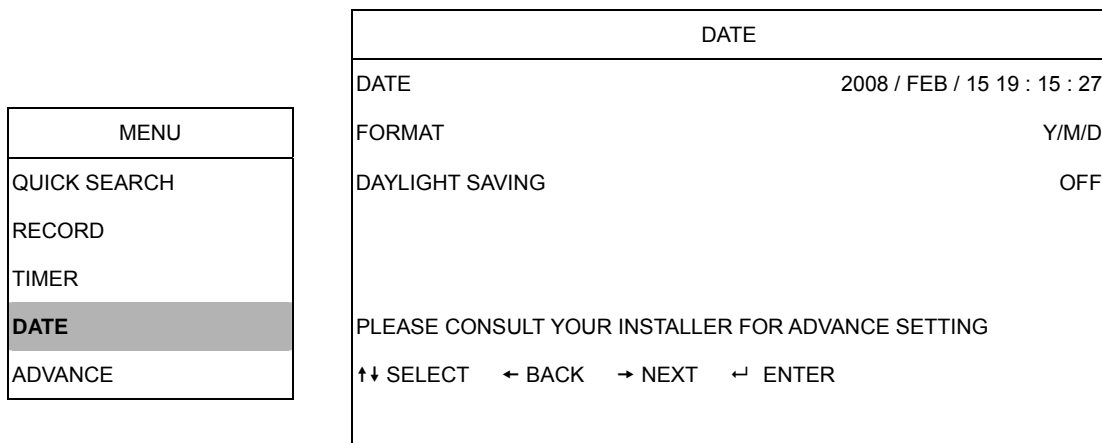 MENU
QUICK SEARCH
RECORD
TIMER
DATE
ADVANCE
DATE
DATE 2008 / FEB / 15 19 : 15 : 27
FORMAT Y/M/D
DAYLIGHT SAVING OFF
PLEASE CONSULT YOUR INSTALLER FOR ADVANCE SETTING
↑↓ SELECT ← BACK → NEXT ↵ ENTER